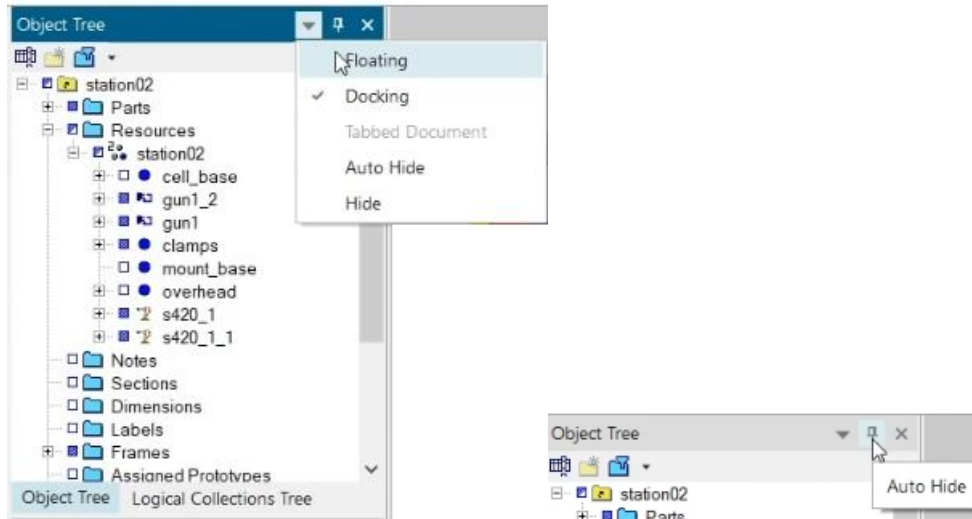 Object Tree
Floating
Docking
Tabbed Document
Auto Hide
Hide
station02
Parts
Resources
station02
cell_base
gun1_2
gun1
clamps
mount_base
overhead
s420_1
s420_1_1
Notes
Sections
Dimensions
Labels
Frames
Assigned Prototypes
Object Tree Logical Collections Tree
Object Tree
Auto Hide
station02
Parts